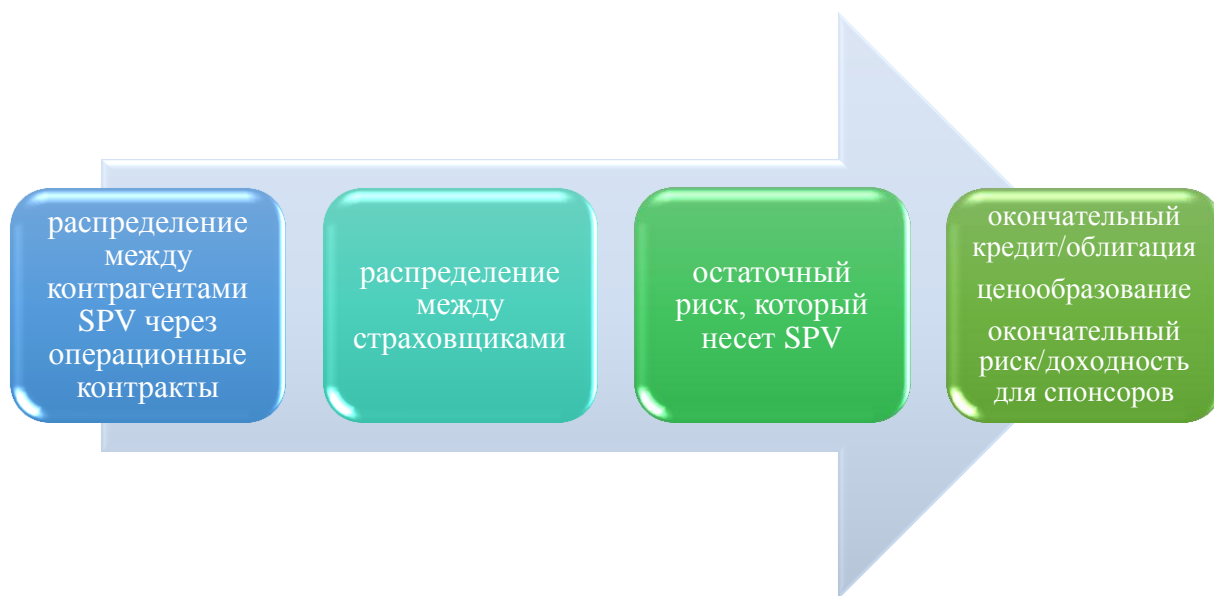 распределение
между
контрагентами
SPV через
операционные
контракты
распределение
между
страховщиками
остаточный
риск, который
несет SPV
окончательный
кредит/облигация
ценообразование
окончательный
риск/доходность
для спонсоров